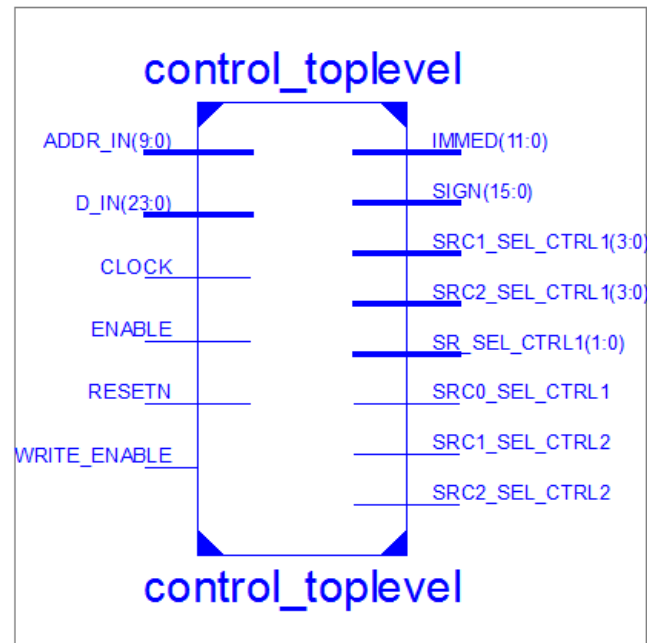 control_toplevel
ADDR_IN(9:0)
D_IN(23:0)
CLOCK
ENABLE
RESETN
WRITE_ENABLE
IMMED(11:0)
SIGN(15:0)
SRC1_SEL_CTRL1(3:0)
SRC2_SEL_CTRL1(3:0)
SR_SEL_CTRL1(1:0)
SRC0_SEL_CTRL1
SRC1_SEL_CTRL2
SRC2_SEL_CTRL2
control_toplevel